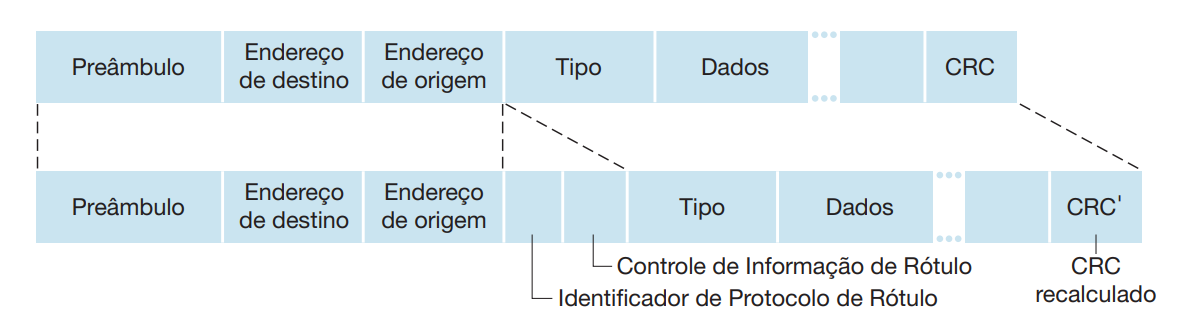 Preâmbulo
Endereço
de destino
Endereço
de origem
Tipo
Dados
CRC
Preâmbulo
Endereço
de destino
Endereço
de origem
Tipo
Dados
CRC'
Controle de Informação de Rótulo
Identificador de Protocolo de Rótulo
CRC
recalculado